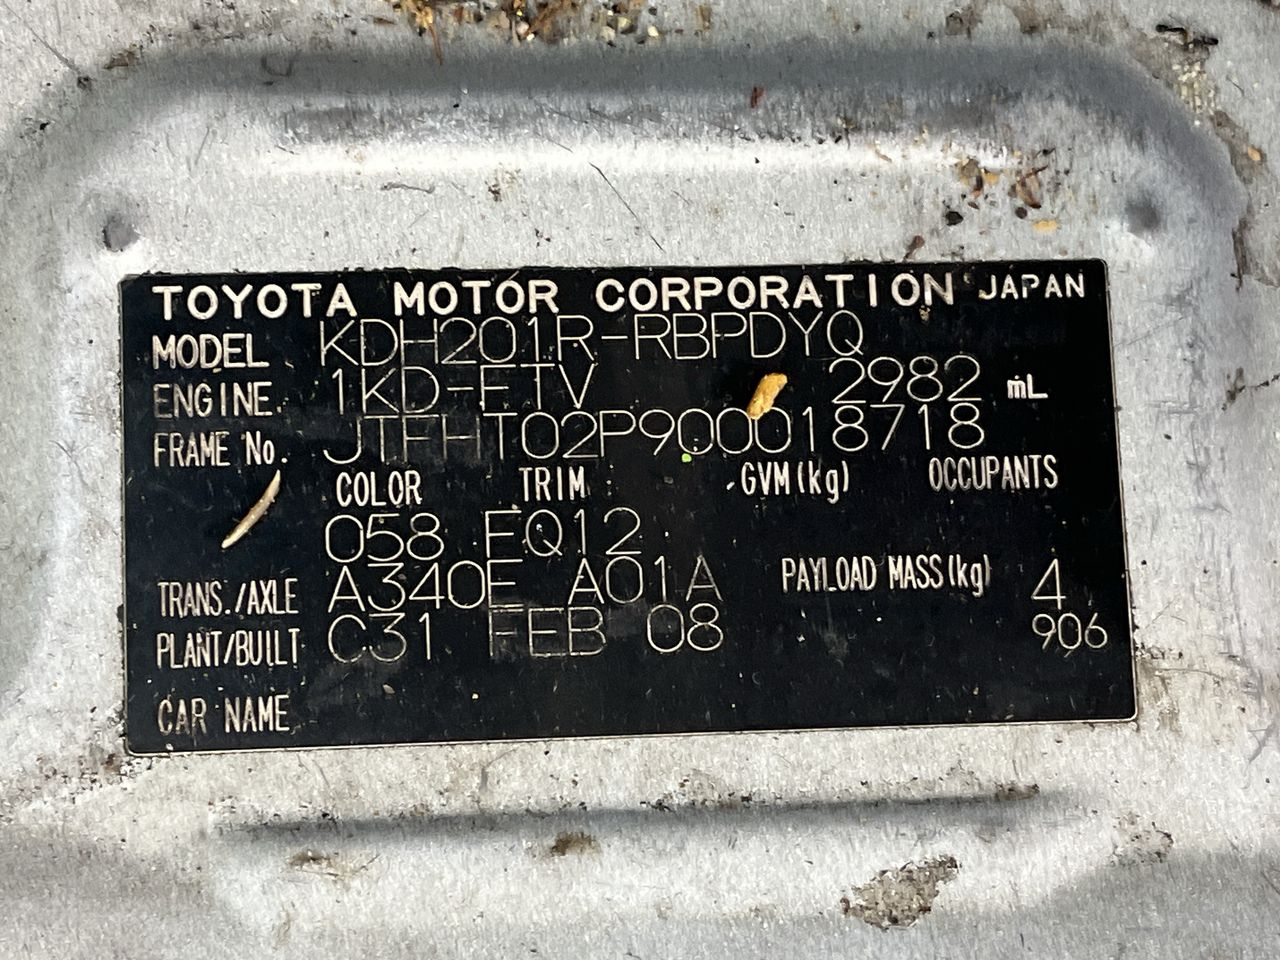 TOYOTA MOTOR CORPORATION JAPAN
MODEL KDH201R-RBPDYQ
ENGINE 1KD-FTV 2982 mL
FRAME No. JTFHT02P900018718
COLOR TRIM GVM(kg) OCCUPANTS
058 FQ12
TRANS./AXLE A340E A01A PAYLOAD MASS(kg) 4
PLANT/BUILT C31 FEB 08 906
CAR NAME